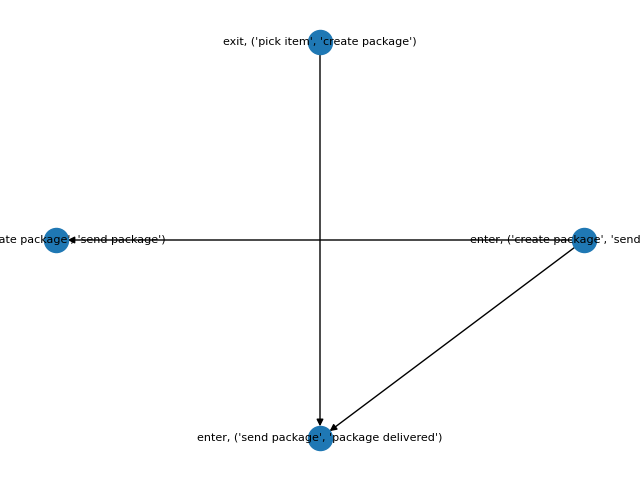 exit, ('pick item', 'create package')
ate package', 'send package')
enter, ('create package', 'send
enter, ('send package', 'package delivered')